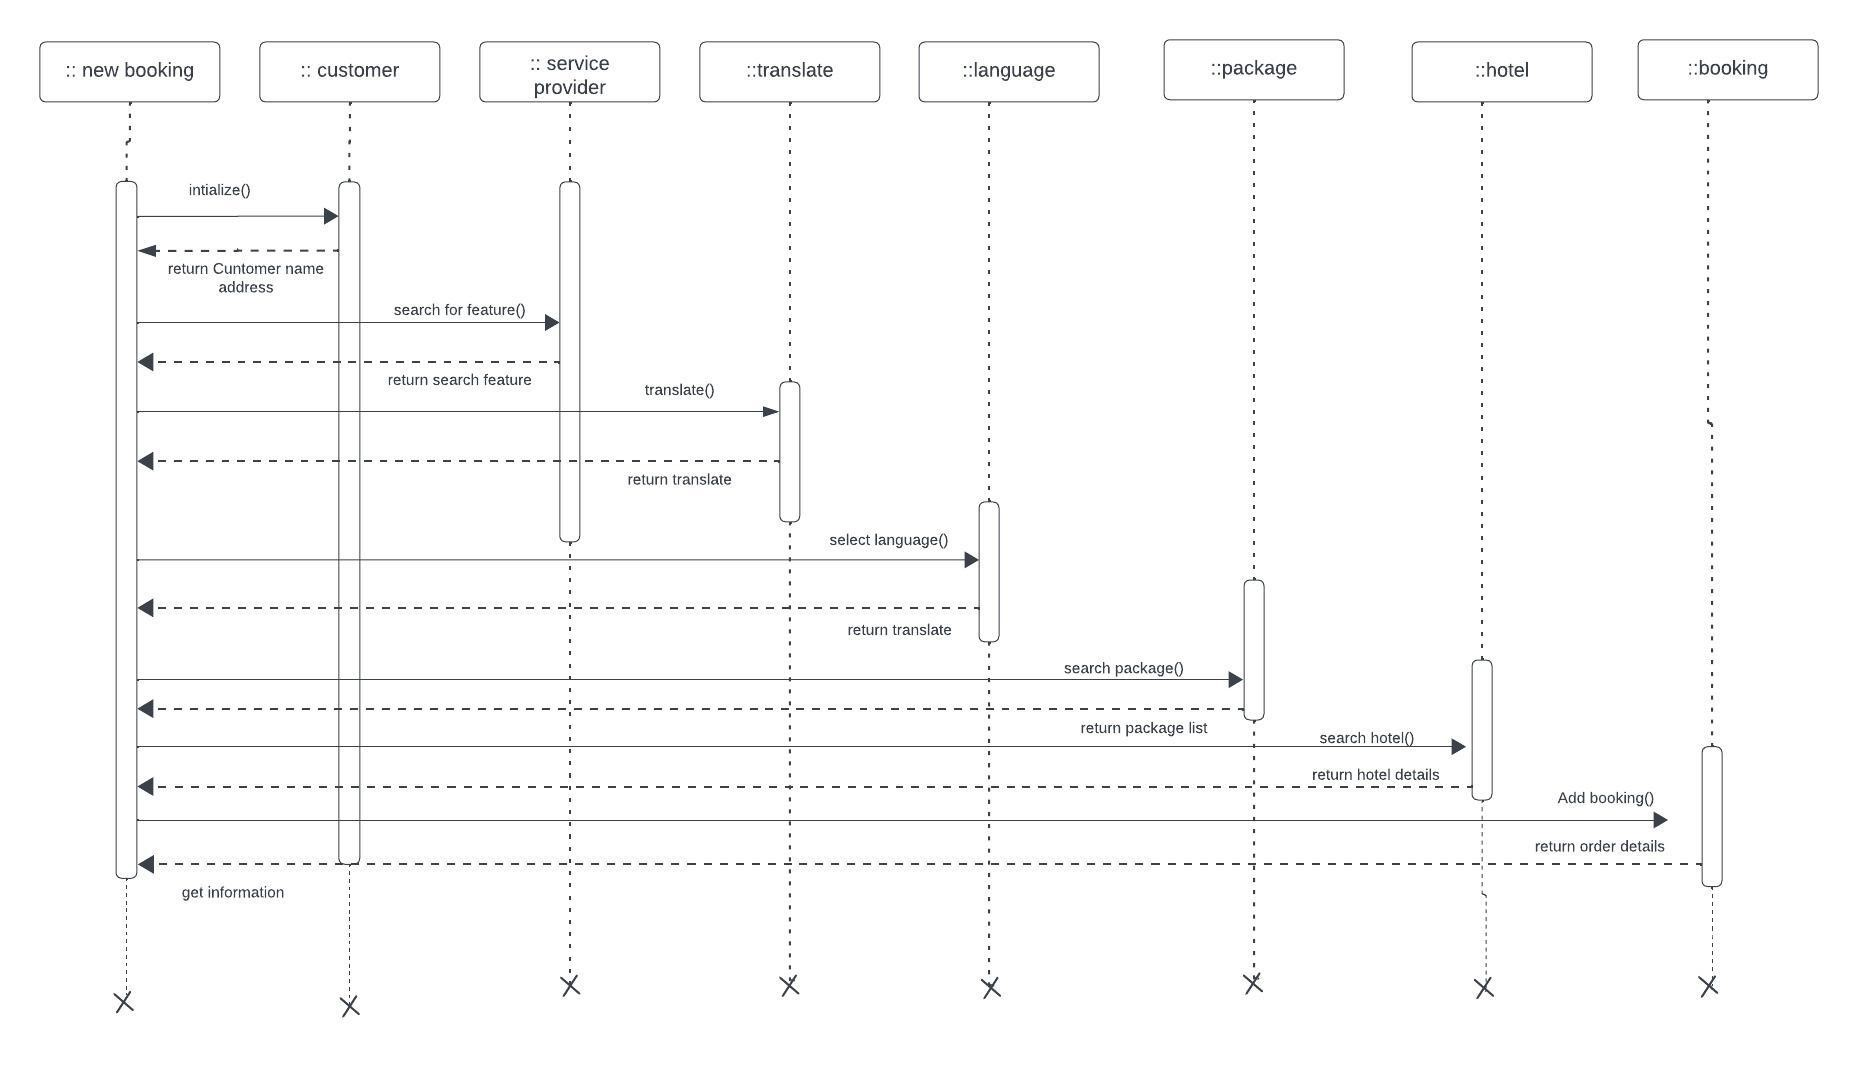 :: new booking
:: customer
:: service
provider
::translate
::language
::package
::hotel
::booking
intialize()
return Cuntomer name
address
search for feature()
return search feature
translate()
return translate
select language()
return translate
search package()
return package list
search hotel()
return hotel details
Add booking()
return order details
get information